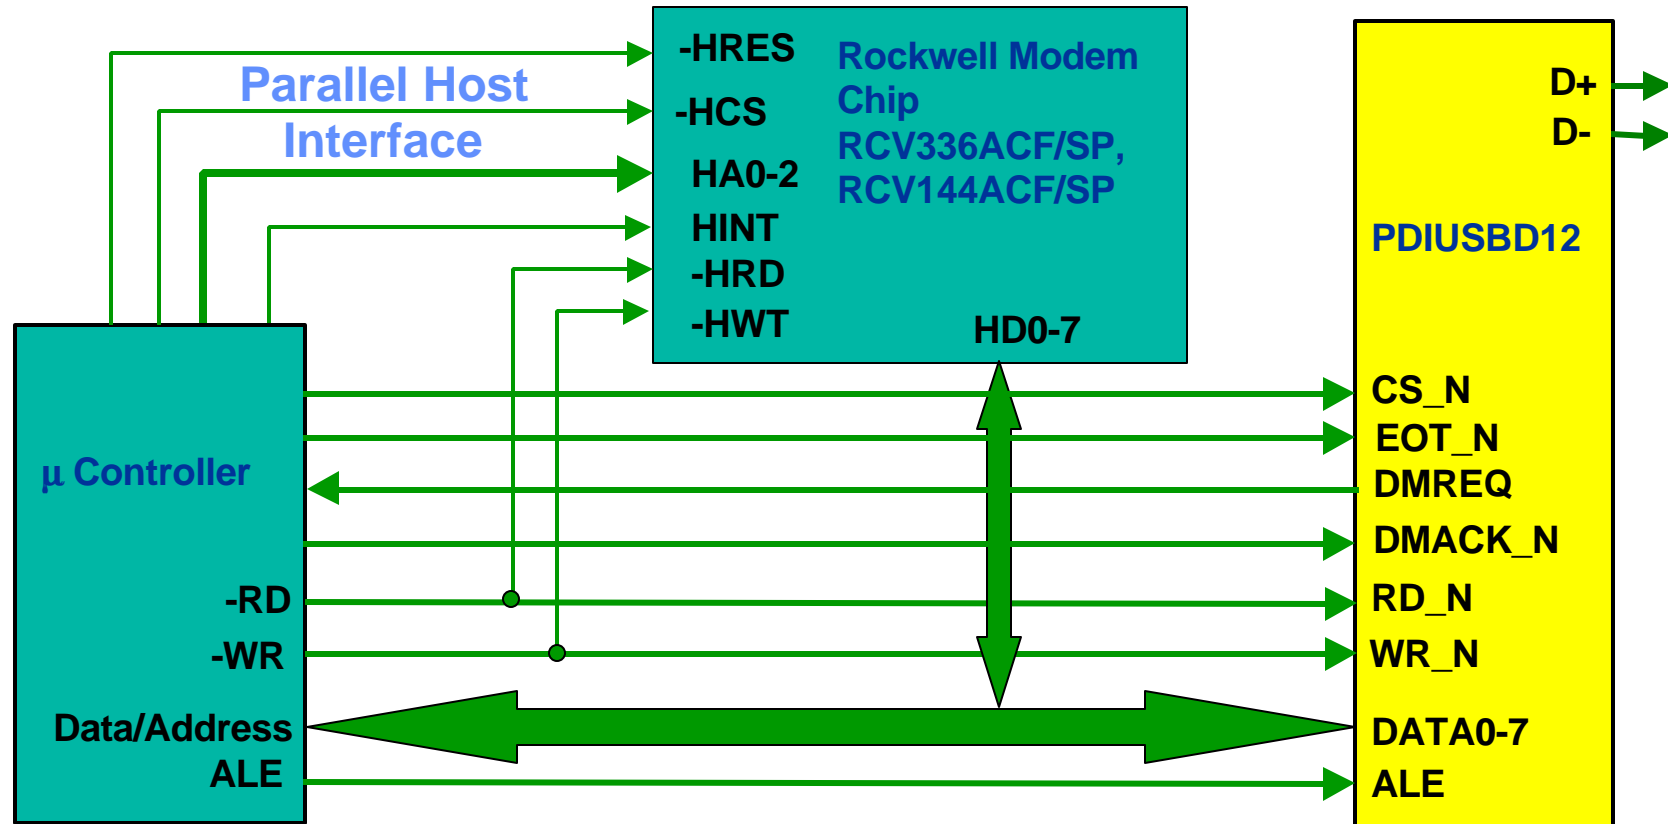 Parallel Host
Interface
-HRES
-HCS
HA0-2
HINT
-HRD
-HWT
HD0-7
Rockwell Modem
Chip
RCV336ACF/SP,
RCV144ACF/SP
D+
D-
PDIUSBD12
CS_N
EOT_N
DMREQ
DMACK_N
RD_N
WR_N
DATA0-7
ALE
μ Controller
-RD
-WR
Data/Address
ALE